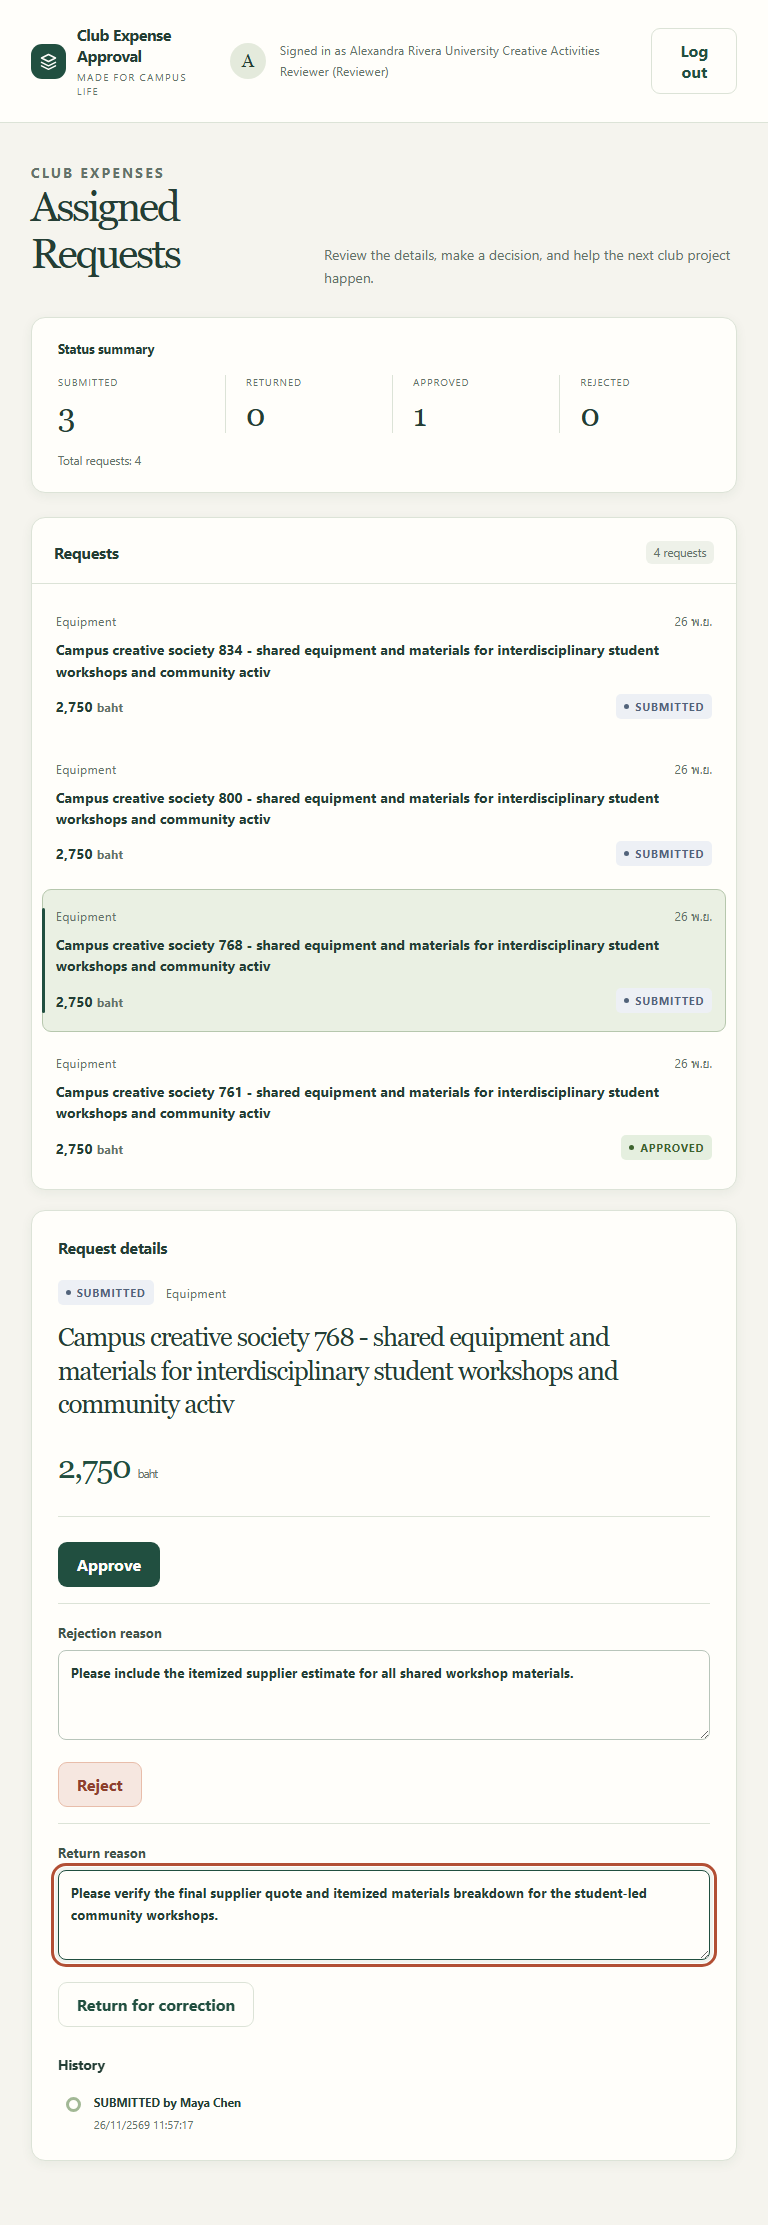 Club Expense
Approval
MADE FOR CAMPUS
LIFE
A
Signed in as Alexandra Rivera University Creative Activities
Reviewer (Reviewer)
Log
out
CLUB EXPENSES
Assigned
Requests
Review the details, make a decision, and help the next club project
happen.
Status summary
SUBMITTED
3
RETURNED
0
APPROVED
1
REJECTED
0
Total requests: 4
Requests
4 requests
Equipment
26 พ.ย.
Campus creative society 834 - shared equipment and materials for interdisciplinary student
workshops and community activ
2,750 baht
SUBMITTED
Equipment
26 พ.ย.
Campus creative society 800 - shared equipment and materials for interdisciplinary student
workshops and community activ
2,750 baht
SUBMITTED
Equipment
26 พ.ย.
Campus creative society 768 - shared equipment and materials for interdisciplinary student
workshops and community activ
2,750 baht
SUBMITTED
Equipment
26 พ.ย.
Campus creative society 761 - shared equipment and materials for interdisciplinary student
workshops and community activ
2,750 baht
APPROVED
Request details
SUBMITTED
Equipment
Campus creative society 768 - shared equipment and
materials for interdisciplinary student workshops and
community activ
2,750 baht
Approve
Rejection reason
Please include the itemized supplier estimate for all shared workshop materials.
Reject
Return reason
Please verify the final supplier quote and itemized materials breakdown for the student-led
community workshops.
Return for correction
History
SUBMITTED by Maya Chen
26/11/2569 11:57:17